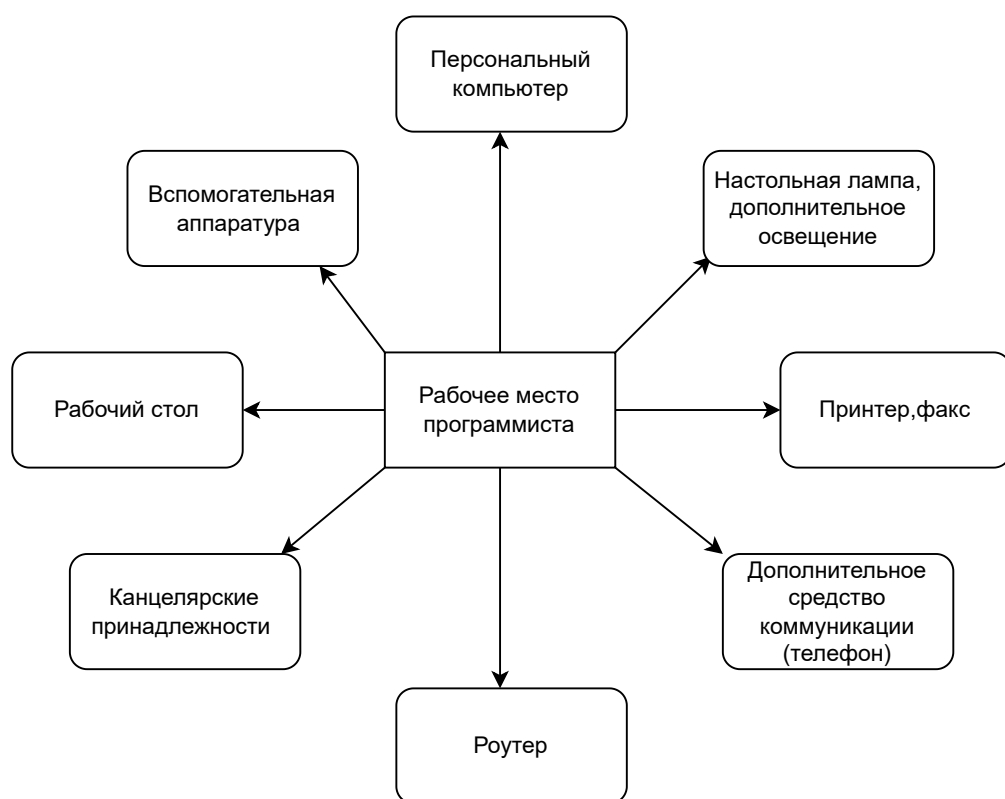 Персональный
компьютер
Вспомогательная
аппаратура
Настольная лампа,
дополнительное
освещение
Рабочий стол
Рабочее место
программиста
Принтер,факс
Канцелярские
принадлежности
Дополнительное
средство
коммуникации
(телефон)
Роутер